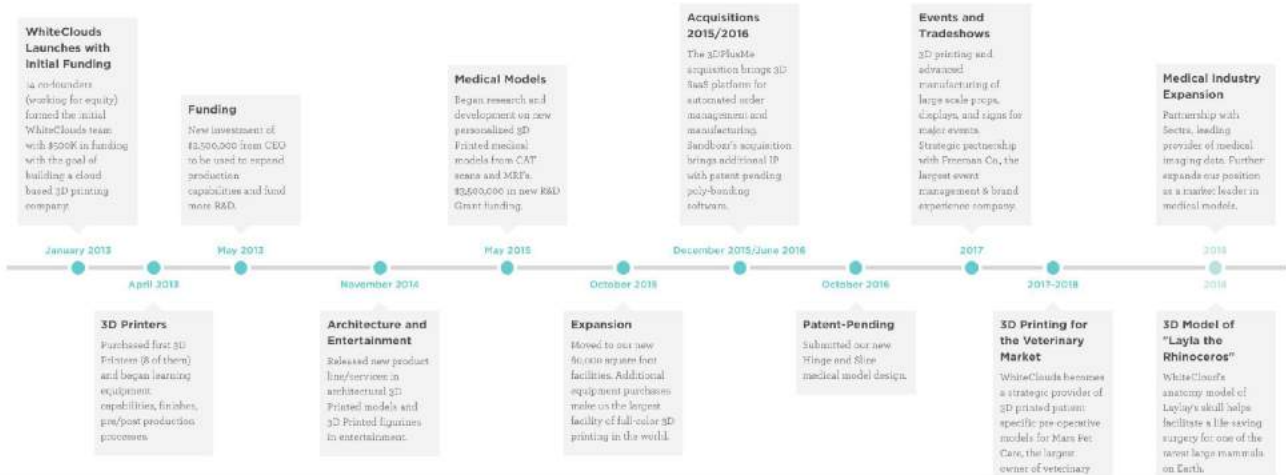 WhiteClouds
Launches with
Initial Funding
14 co-founders
(working for equity)
formed the initial
WhiteClouds team
with $500K in funding
with the goal of
building a cloud
based 3D printing
company.
January 2013
April 2013
3D Printers
Purchased first 3D
Printers (8 of them)
and began learning
equipment
capabilities, finishes,
pre/post production
processes.
Funding
New investment of
$2,500,000 from CEO
to be used to expand
production
capabilities and fund
more R&D.
May 2013
November 2014
Architecture and
Entertainment
Released new product
line/services in
architectural 3D
Printed models and
3D Printed figurines
in entertainment.
Medical Models
Began research and
development on new
personalized 3D
Printed medical
models from CAT
scans and MRI's.
$3,500,000 in new R&D
Grant funding.
May 2015
October 2015
Expansion
Moved to our new
60,000 square foot
facilities. Additional
equipment purchases
make us the largest
facility of full-color 3D
printing in the world.
Acquisitions
2015/2016
The 3DPlusMe
acquisition brings 3D
SaaS platform for
automated order
management and
manufacturing.
Sandboxr's acquisition
brings additional IP
with patent pending
poly-bonding
software.
December 2015/June 2016
October 2016
Patent-Pending
Submitted our new
Hinge and Slice
medical model design.
Events and
Tradeshows
3D printing and
advanced
manufacturing of
large scale props,
displays, and signs for
major events.
Strategic partnership
with Freeman Co., the
largest event
management & brand
experience company.
2017
2017-2018
3D Printing for
the Veterinary
Market
WhiteClouds becomes
a strategic provider of
3D printed patient
specific pre-operative
models for Mars Pet
Care, the largest
owner of veterinary
Medical Industry
Expansion
Partnership with
Sectra, leading
provider of medical
imaging data. Further
expands our position
as a market leader in
medical models.
2018
2018
3D Model of
"Layla the
Rhinoceros"
WhiteCloud's
anatomy model of
Layla's skull helps
facilitate a life saving
surgery for one of the
rarest large mammals
on Earth.